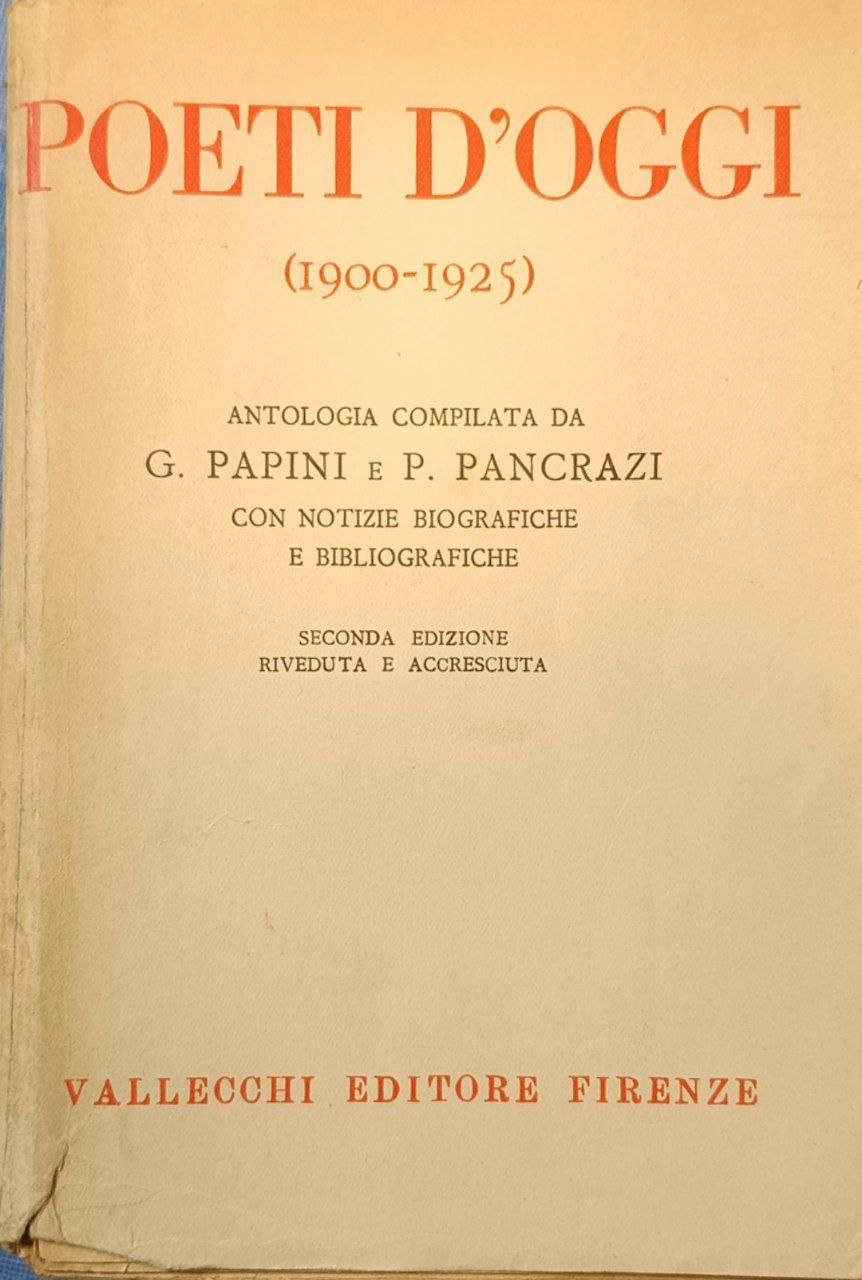 POETI D'OGGI
(1900-1925)
ANTOLOGIA COMPILATA DA
G. PAPINI E P. PANCRAZI
CON NOTIZIE BIOGRAFICHE
E BIBLIOGRAFICHE
SECONDA EDIZIONE
RIVEDUTA E ACCRESCIUTA
VALLECCHI EDITORE FIRENZE